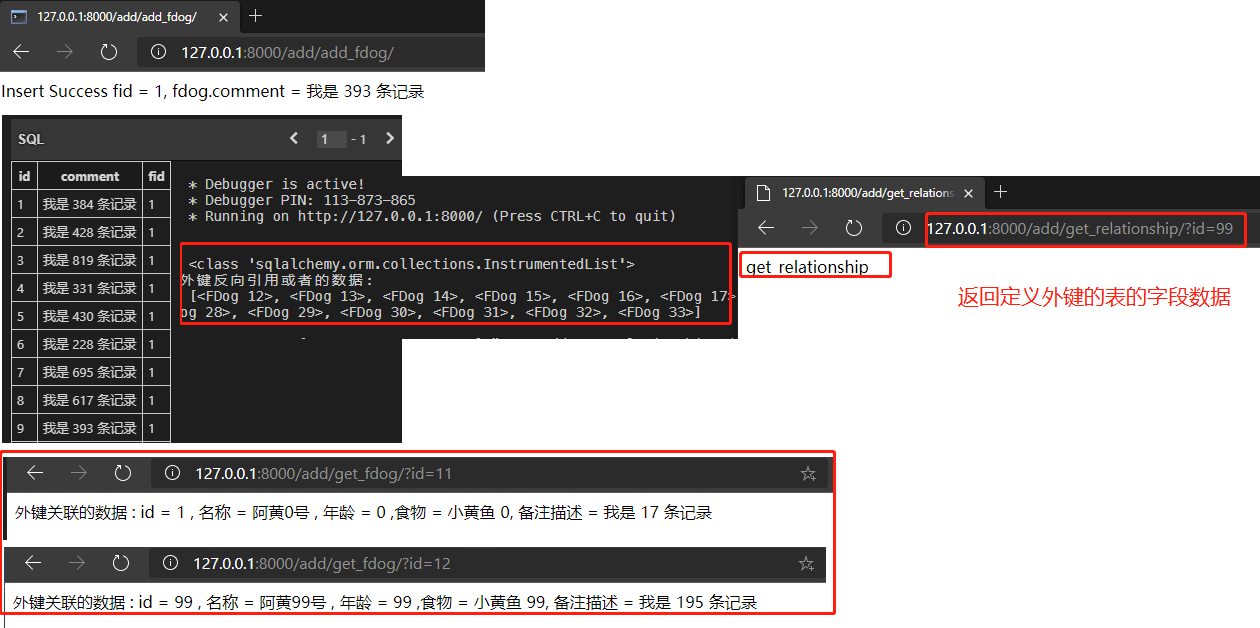 127.0.0.1:8000/add/add_fdog/
127.0.0.1:8000/add/add_fdog/
Insert Success fid = 1, fdog.comment = 我是 393 条记录
SQL
1 - 1
id comment fid
1 我是 384 条记录 1
2 我是 428 条记录 1
3 我是 819 条记录 1
4 我是 331 条记录 1
5 我是 430 条记录 1
6 我是 228 条记录 1
7 我是 695 条记录 1
8 我是 617 条记录 1
9 我是 393 条记录 1
* Debugger is active!
* Debugger PIN: 113-873-865
* Running on http://127.0.0.1:8000/ (Press CTRL+C to quit)
<class 'sqlalchemy.orm.collections.InstrumentedList'>
外键反向引用或者的数据:
[<FDog 12>, <FDog 13>, <FDog 14>, <FDog 15>, <FDog 16>, <FDog 17>
og 28>, <FDog 29>, <FDog 30>, <FDog 31>, <FDog 32>, <FDog 33>]
127.0.0.1:8000/add/get_relations
127.0.0.1:8000/add/get_relationship/?id=99
get relationship
返回定义外键的表的字段数据
127.0.0.1:8000/add/get_fdog/?id=11
外键关联的数据 : id = 1 , 名称 = 阿黄0号 , 年龄 = 0 ,食物 = 小黄鱼 0, 备注描述 = 我是 17 条记录
127.0.0.1:8000/add/get_fdog/?id=12
外键关联的数据 : id = 99 , 名称 = 阿黄99号 , 年龄 = 99 ,食物 = 小黄鱼 99, 备注描述 = 我是 195 条记录